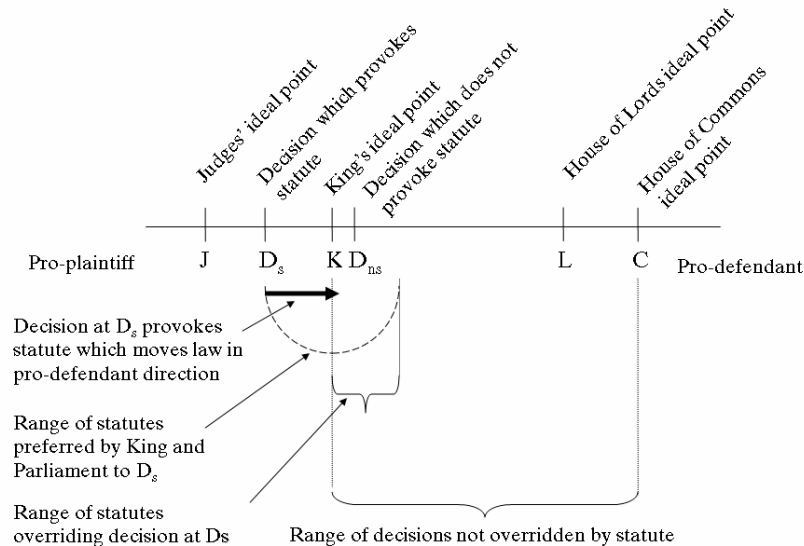 Judges' ideal point
Decision which provokes
statute
King's ideal point
Decision which does not
provoke statute
House of Lords ideal point
House of Commons
ideal point
Pro-plaintiff
J
Ds
K
Dns
L
C
Pro-defendant
Decision at Ds provokes
statute which moves law in
pro-defendant direction
Range of statutes
preferred by King and
Parliament to Ds
Range of statutes
overriding decision at Ds
Range of decisions not overridden by statute